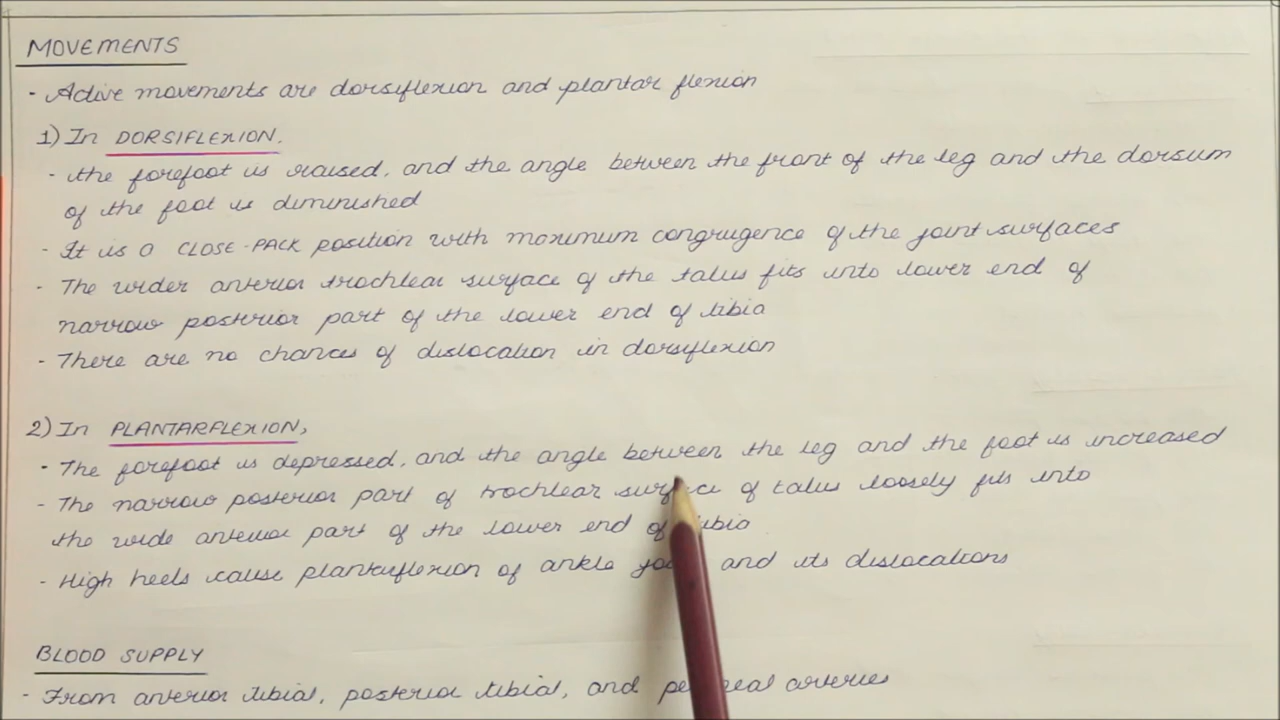 MOVEMENTS
- Active movements are dorsiflexion and plantar flexion
1) In DORSIFLEXION.
- the forefoot is raised, and the angle between the front of the leg and the dorsum
of the foot is diminished
- It is a CLOSE-PACK position with maximum congrugence of the joint surfaces
- The wider anterior trochlear surface of the talus fits into lower end of
narrow posterior part of the lower end of tibia
- There are no chances of dislocation in dorsiflexion
2) In PLANTARFLEXION,
- The forefoot is depressed, and the angle between the leg and the foot is increased
- The narrow posterior part of trochlear surface of talus loosely fits into
the wide anterior part of the lower end of tibia
- High heels cause plantarflexion of ankle and its dislocations
BLOOD SUPPLY
- From anterior tibial, posterior tibial, and peroneal arteries